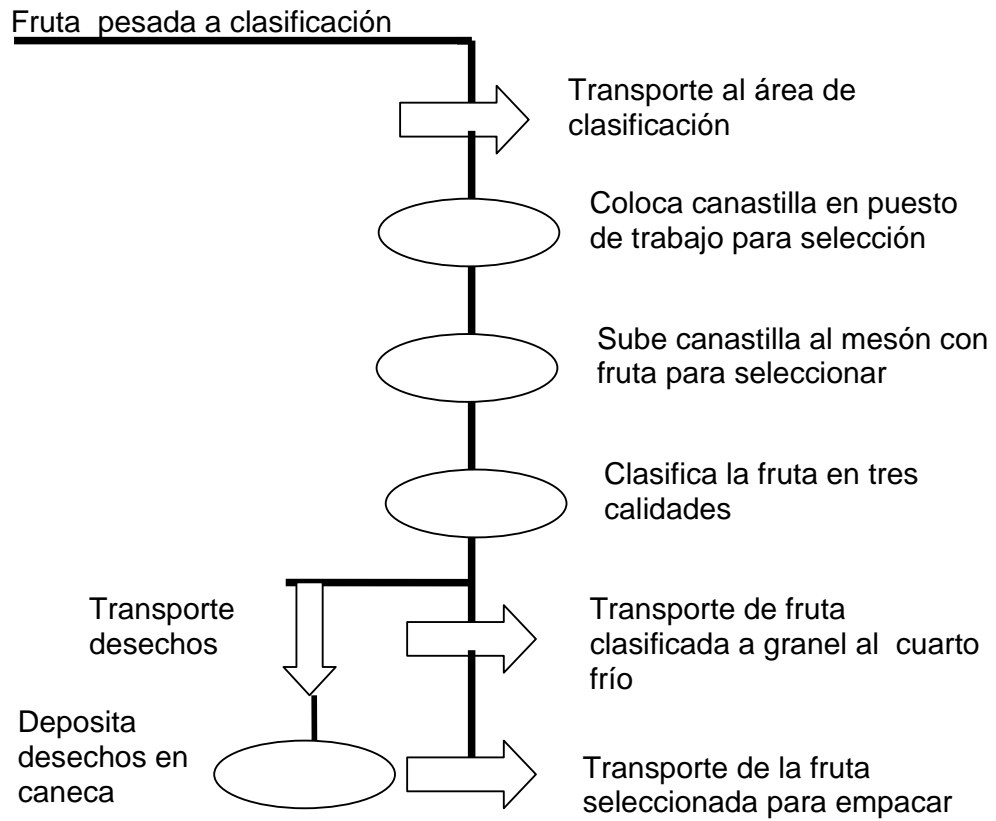 Fruta  pesada a clasificación
Transporte al área de
clasificación
Coloca canastilla en puesto
de trabajo para selección
Sube canastilla al mesón con
fruta para seleccionar
Clasifica la fruta en tres
calidades
Transporte
desechos
Transporte de fruta
clasificada a granel al  cuarto
frío
Deposita
desechos en
caneca
Transporte de la fruta
seleccionada para empacar